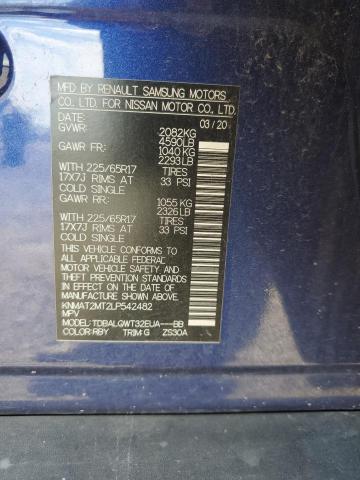 MFD BY RENAULT SAMSUNG MOTORS
CO. LTD. FOR NISSAN MOTOR CO., LTD.
DATE: 03/20
GVWR: 2082KG
4590LB
GAWR FR: 1040 KG
2293LB
WITH 225/65R17 TIRES
17X7J RIMS AT 33 PSI
COLD SINGLE
GAWR RR: 1055 KG
2326LB
WITH 225/65R17 TIRES
17X7J RIMS AT 33 PSI
COLD SINGLE
THIS VEHICLE CONFORMS TO ALL
APPLICABLE U.S. FEDERAL
MOTOR VEHICLE SAFETY STANDARDS
IN EFFECT ON THE DATE OF
MANUFACTURE SHOWN ABOVE.
KNMAT2MT2LP542482
MPV
MODEL: TDBALQWT32EUA---BB
COLOR: RBY TRIM: G ZS30A